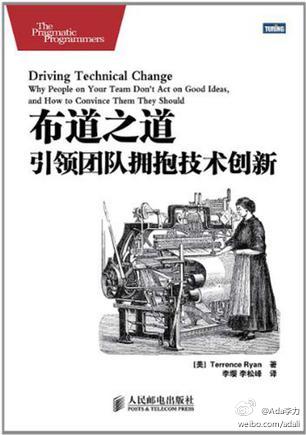 The
Pragmatic
Programmers
TURING
Driving Technical Change
Why People on Your Team Don't Act on Good Ideas,
and How to Convince Them They Should
布道之道
引领团队拥抱技术创新
[美] Terrence Ryan 著
李璎 李松峰 译
人民邮电出版社
POSTS & TELECOM PRESS
@Ada李力
weibo.com/adali